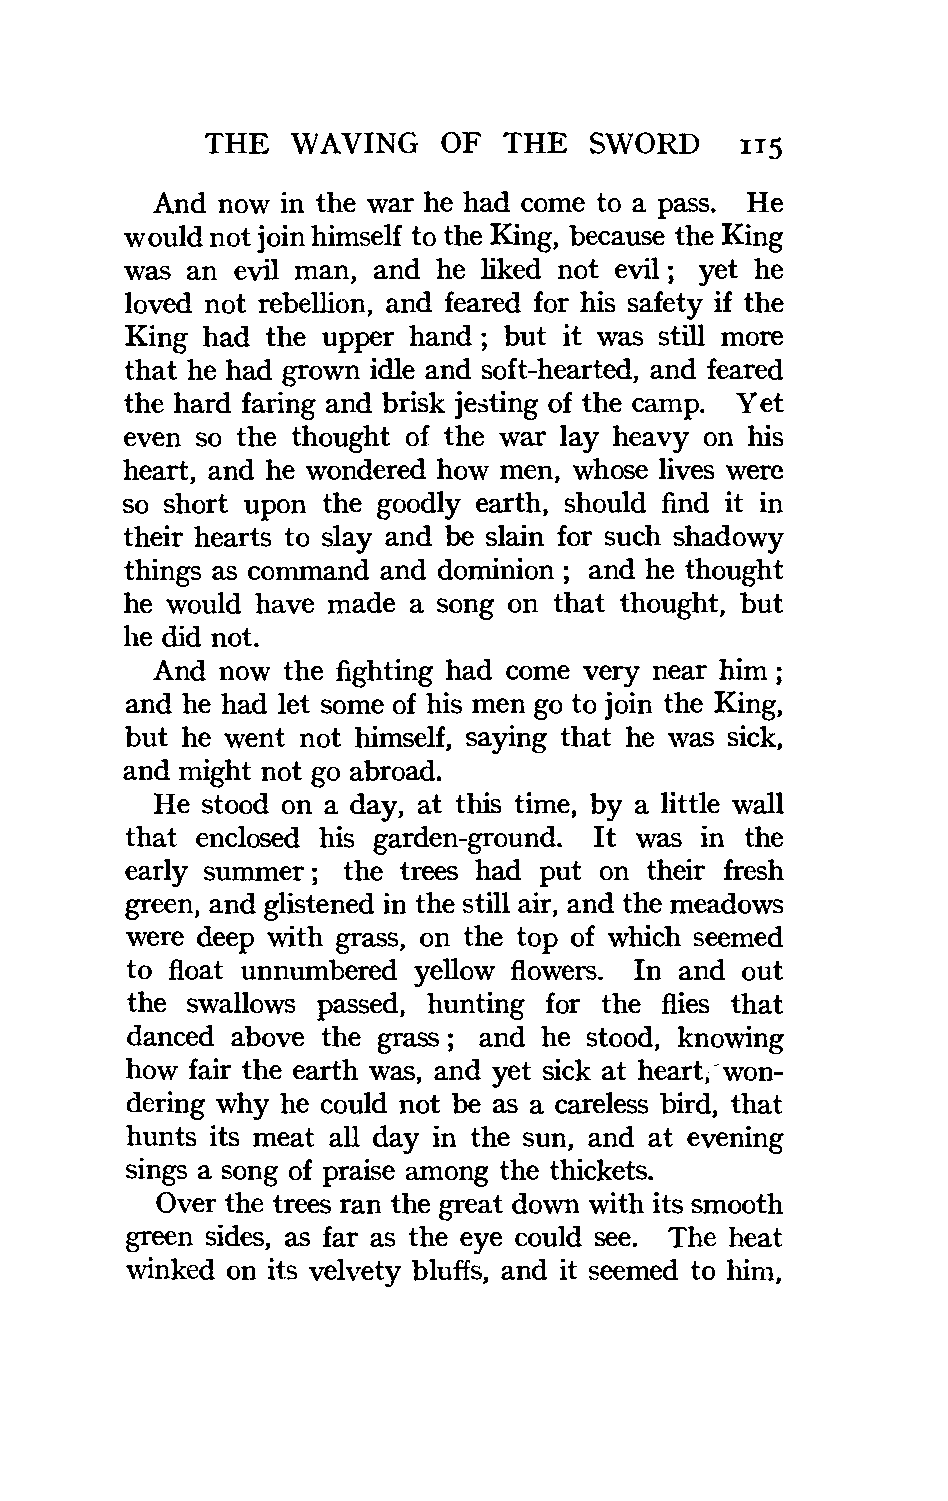 THE WAVING OF THE SWORD 115
And now in the war he had come to a pass. He
would not join himself to the King, because the King
was an evil man, and he liked not evil ; yet he
loved not rebellion, and feared for his safety if the
King had the upper hand ; but it was still more
that he had grown idle and soft-hearted, and feared
the hard faring and brisk jesting of the camp. Yet
even so the thought of the war lay heavy on his
heart, and he wondered how men, whose lives were
so short upon the goodly earth, should find it in
their hearts to slay and be slain for such shadowy
things as command and dominion ; and he thought
he would have made a song on that thought, but
he did not.
And now the fighting had come very near him ;
and he had let some of his men go to join the King,
but he went not himself, saying that he was sick,
and might not go abroad.
He stood on a day, at this time, by a little wall
that enclosed his garden-ground. It was in the
early summer ; the trees had put on their fresh
green, and glistened in the still air, and the meadows
were deep with grass, on the top of which seemed
to float unnumbered yellow flowers. In and out
the swallows passed, hunting for the flies that
danced above the grass ; and he stood, knowing
how fair the earth was, and yet sick at heart, won-
dering why he could not be as a careless bird, that
hunts its meat all day in the sun, and at evening
sings a song of praise among the thickets.
Over the trees ran the great down with its smooth
green sides, as far as the eye could see. The heat
winked on its velvety bluffs, and it seemed to him,